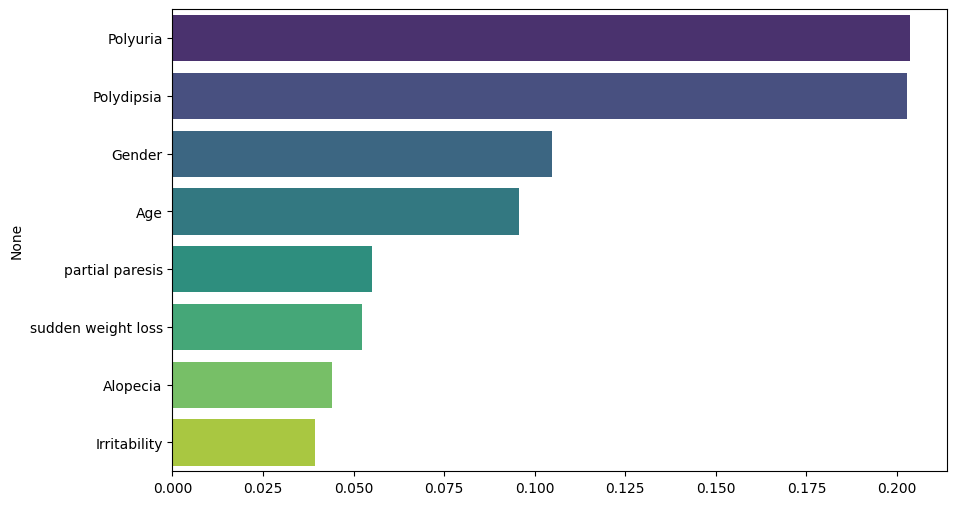 Polyuria
Polydipsia
Gender
Age
None
partial paresis
sudden weight loss
Alopecia
Irritability
0.000 0.025 0.050 0.075 0.100 0.125 0.150 0.175 0.200